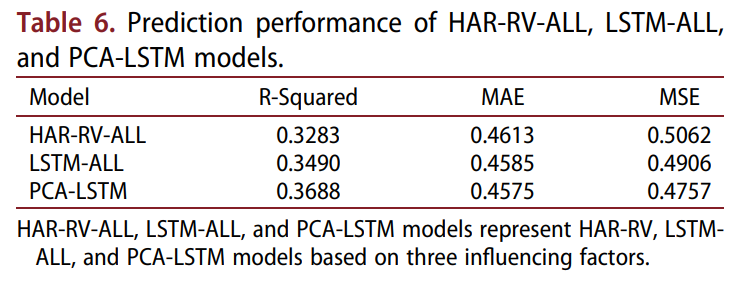 Table 6. Prediction performance of HAR-RV-ALL, LSTM-ALL,
and PCA-LSTM models.
Model R-Squared MAE MSE
HAR-RV-ALL 0.3283 0.4613 0.5062
LSTM-ALL 0.3490 0.4585 0.4906
PCA-LSTM 0.3688 0.4575 0.4757
HAR-RV-ALL, LSTM-ALL, and PCA-LSTM models represent HAR-RV, LSTM-
ALL, and PCA-LSTM models based on three influencing factors.